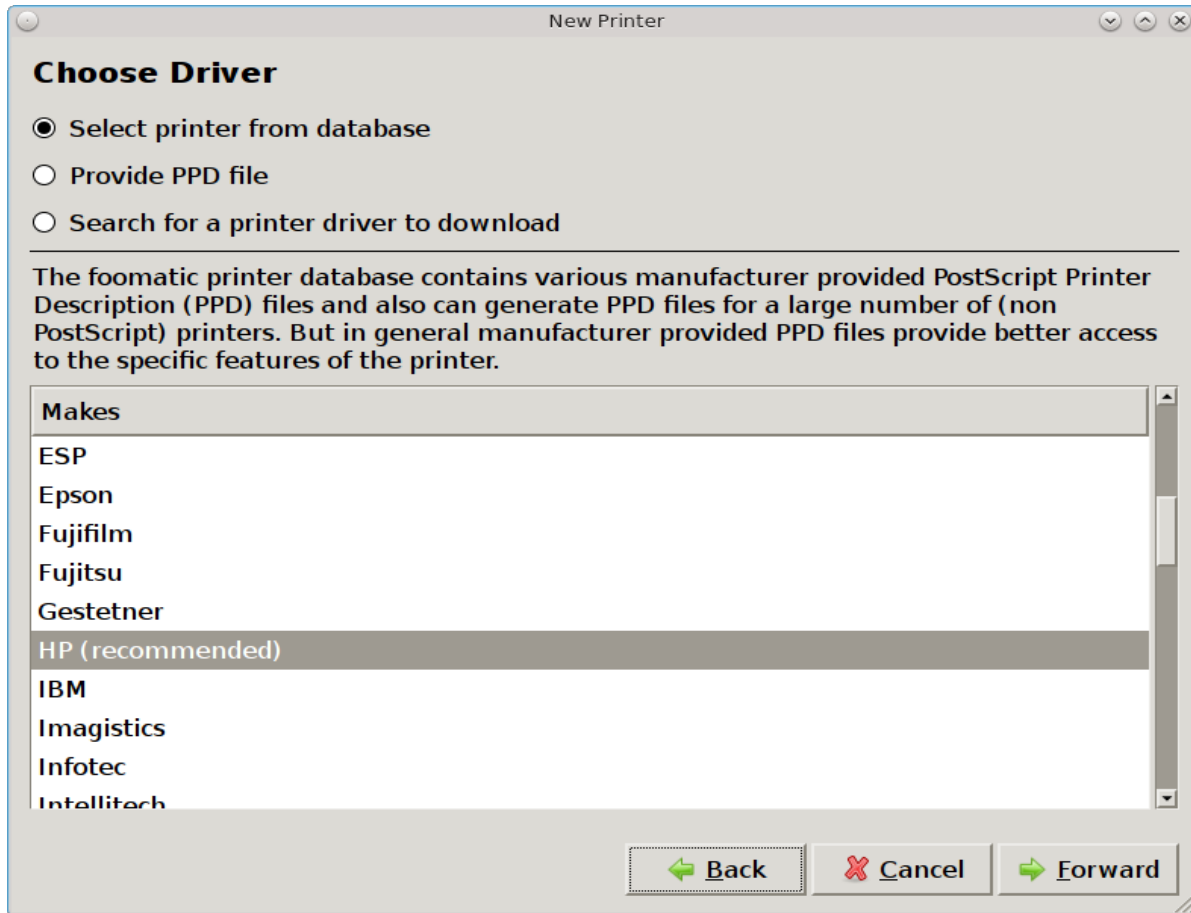 New Printer
Choose Driver
Select printer from database
Provide PPD file
Search for a printer driver to download
The foomatic printer database contains various manufacturer provided PostScript Printer
Description (PPD) files and also can generate PPD files for a large number of (non
PostScript) printers. But in general manufacturer provided PPD files provide better access
to the specific features of the printer.
Makes
ESP
Epson
Fujifilm
Fujitsu
Gestetner
HP (recommended)
IBM
Imagistics
Infotec
Intellitech
Back
Cancel
Forward